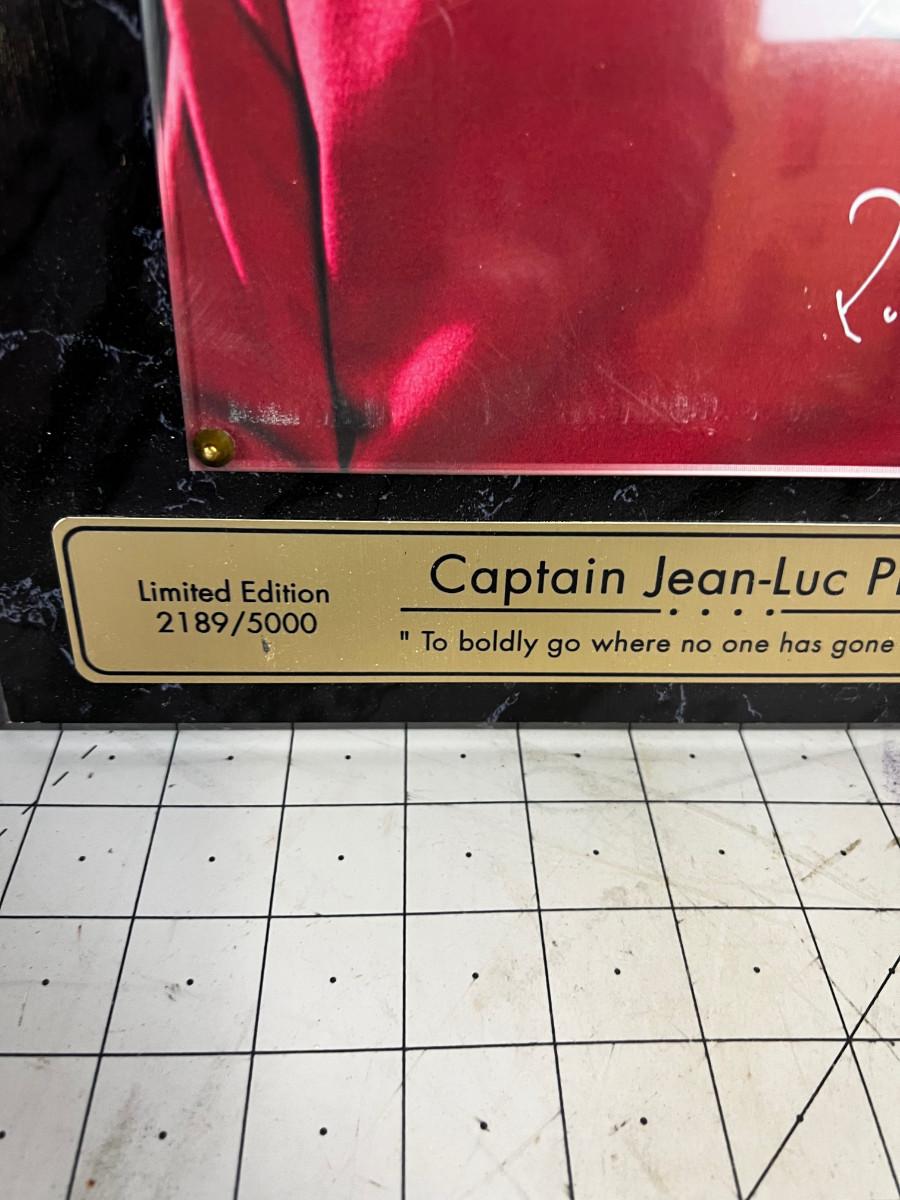 Limited Edition
2189/5000
Captain Jean-Luc
" To boldly go where no one has gone